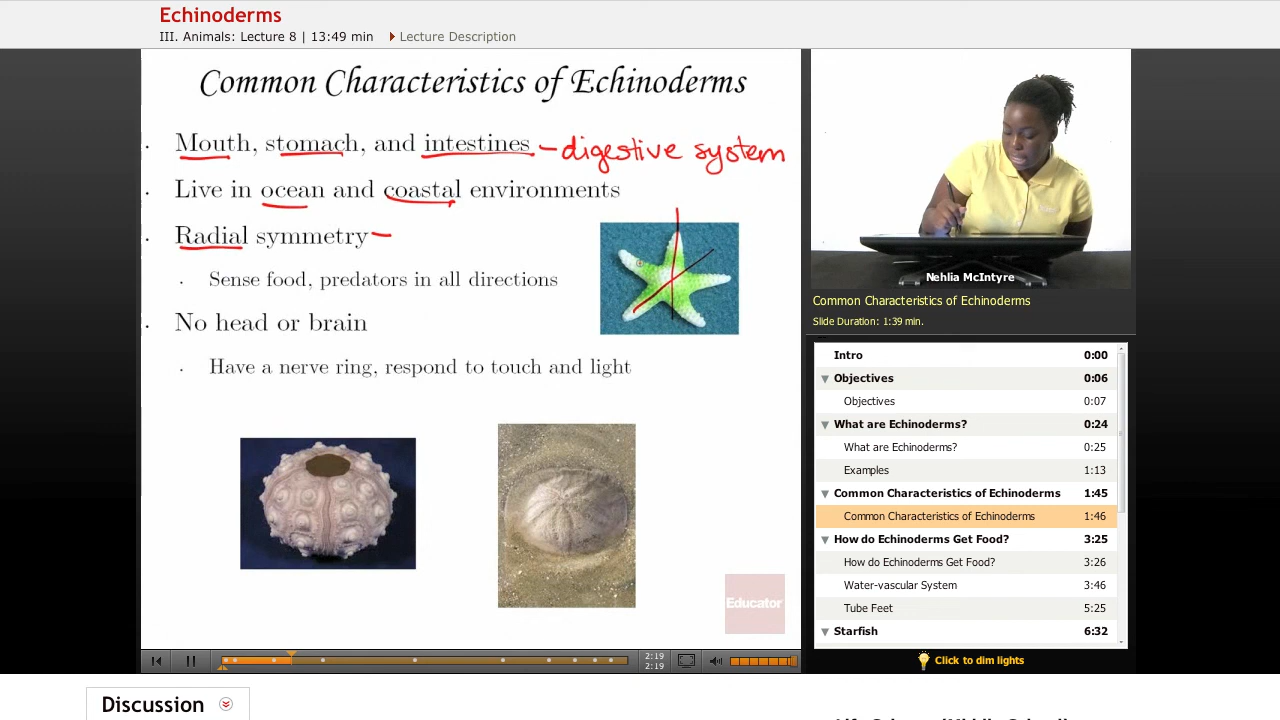 Echinoderms
III. Animals: Lecture 8 | 13:49 min Lecture Description
Common Characteristics of Echinoderms
Mouth, stomach, and intestines – digestive system
Live in ocean and coastal environments
Radial symmetry –
Sense food, predators in all directions
No head or brain
Have a nerve ring, respond to touch and light
Educator
2:19
2:19
Nehlia McIntyre
Common Characteristics of Echinoderms
Slide Duration: 1:39 min.
Intro 0:00
Objectives 0:06
Objectives 0:07
What are Echinoderms? 0:24
What are Echinoderms? 0:25
Examples 1:13
Common Characteristics of Echinoderms 1:45
Common Characteristics of Echinoderms 1:46
How do Echinoderms Get Food? 3:25
How do Echinoderms Get Food? 3:26
Water-vascular System 3:46
Tube Feet 5:25
Starfish 6:32
Click to dim lights
Discussion